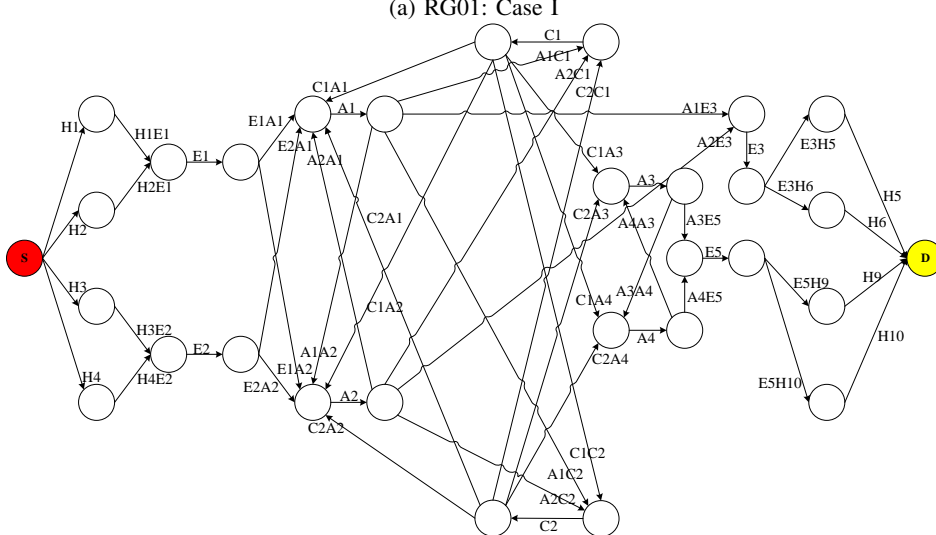 (a) RG01: Case I
C1
A1C1
A2C1
C2C1
C1A1
A1
A1E3
E1A1
E2A1
A2A1
A2E3
H1
H1E1
E1
H2E1
H2
C1A3
A3
C2A3
A4A3
A3E5
E3
E3H5
E3H6
H5
H6
C2A1
S
E5
D
H3
H3E2
E2
H4E2
H4
C1A2
C1A4
A3A4
A4E5
A4
C2A4
E5H9
H9
H10
E5H10
A1A2
E1A2
E2A2
A2
C2A2
C1C2
A1C2
A2C2
C2